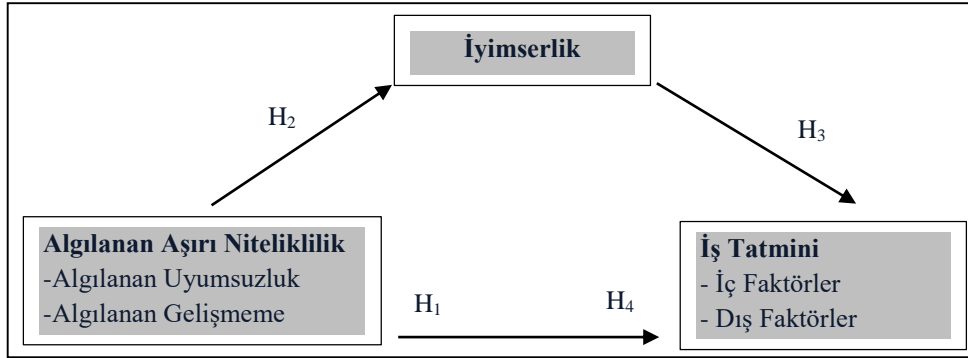 İyimserlik
H₂
H₃
Algılanan Aşırı Niteliklilik
-Algılanan Uyumsuzluk
-Algılanan Gelişmeme
H₁
H₄
İş Tatmini
- İç Faktörler
- Dış Faktörler